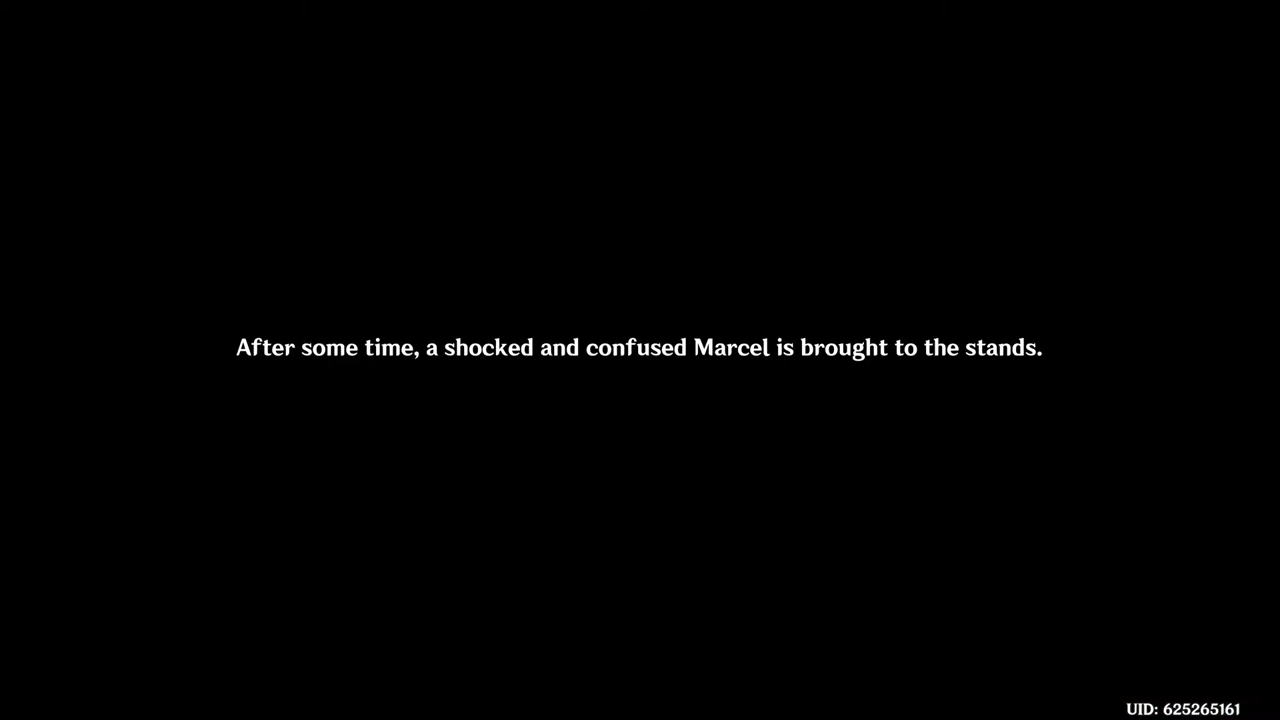 After some time, a shocked and confused Marcel is brought to the stands.
UID: 625265161